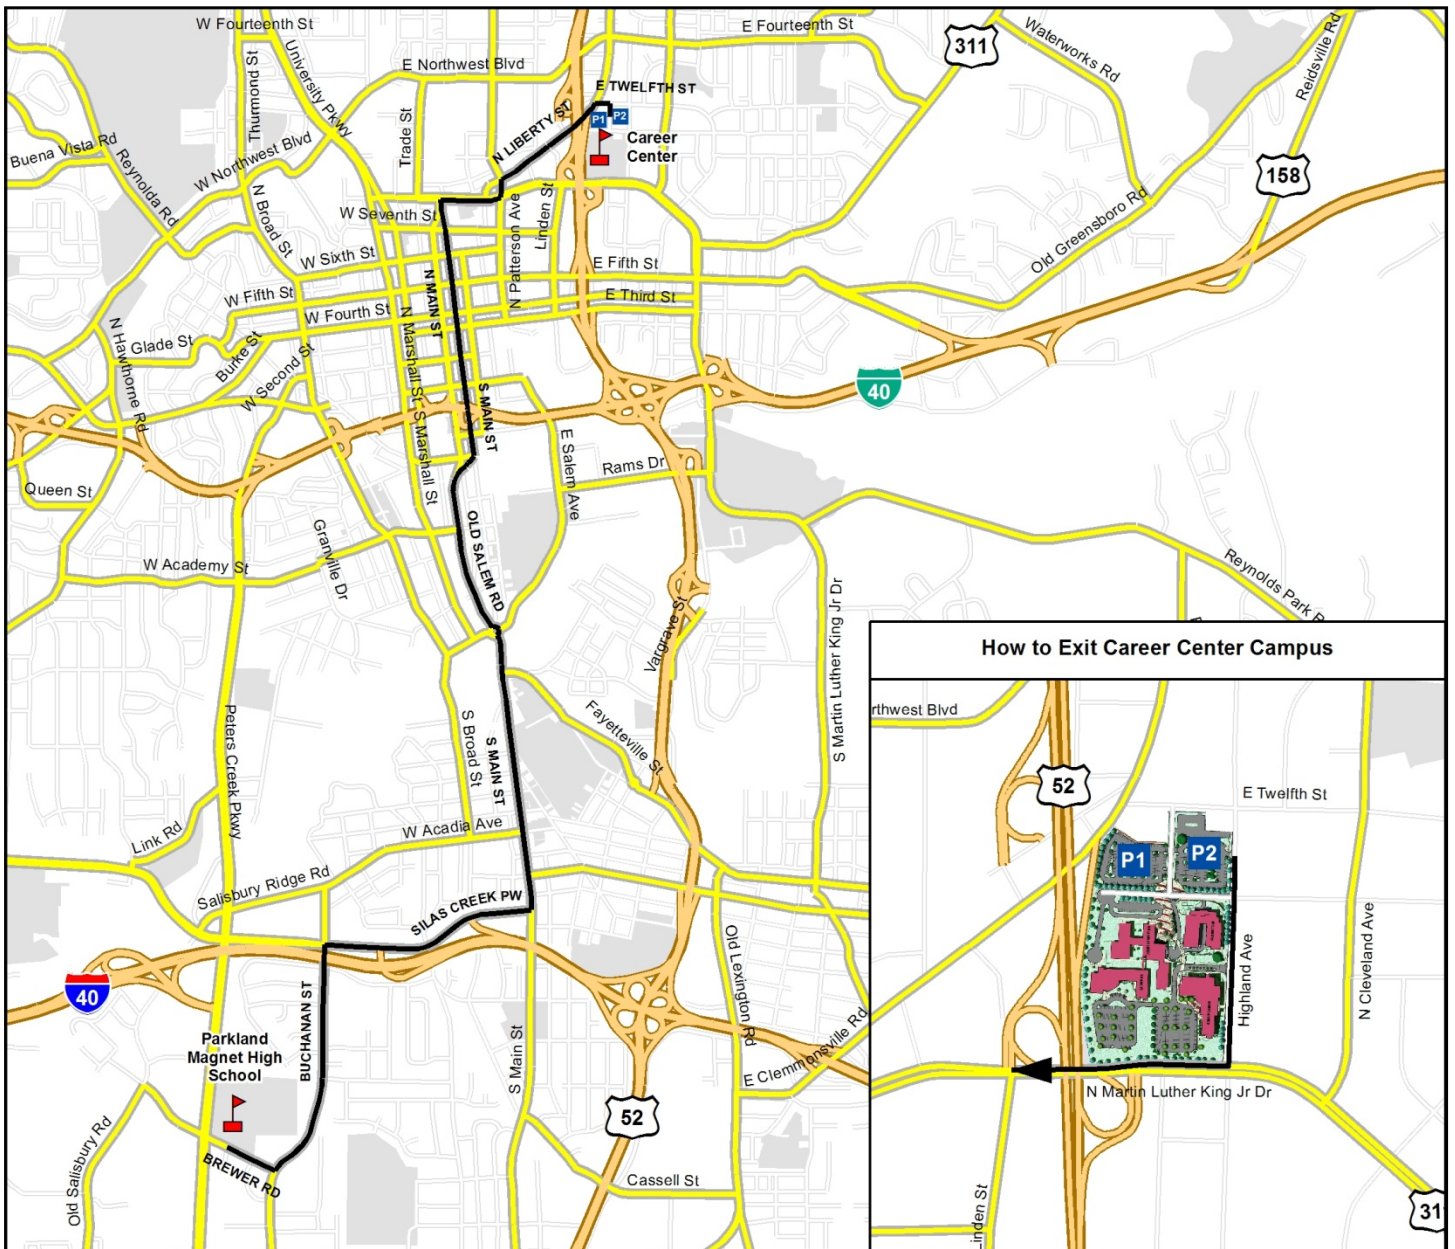 W Fourteenth St
E Fourteenth St
311
Waterworks Rd
Reidsville Rd
University Pkwy
Thurmond St
E Northwest Blvd
E TWELFTH ST
Trade St
N LIBERTY ST
P1
P2
Career
Center
Buena Vista Rd
Reynolda Rd
W Northwest Blvd
158
N Broad St
W Seventh St
N Patterson Ave
Linden St
Old Greensboro Rd
W Sixth St
E Fifth St
W Fifth St
N MAIN ST
E Third St
W Fourth St
N Marshall St
N Hawthorne Rd
Glade St
Burke St
W Second St
40
S MAIN ST
S Marshall St
E Salem Ave
Rams Dr
Queen St
Granville Dr
OLD SALEM RD
W Academy St
S Martin Luther King Jr Dr
Reynolds Park R
Vargrave St
Peters Creek Pkwy
S Broad St
S MAIN ST
Fayetteville St
W Acadia Ave
Link Rd
Salisbury Ridge Rd
SILAS CREEK PW
Old Lexington Rd
40
BUCHANAN ST
Parkland
Magnet High
School
S Main St
E Clemmonsville Rd
52
Old Salisbury Rd
BREWER RD
Cassell St
How to Exit Career Center Campus
rthwest Blvd
52
E Twelfth St
P1
P2
Highland Ave
N Cleveland Ave
N Martin Luther King Jr Dr
Linden St
31